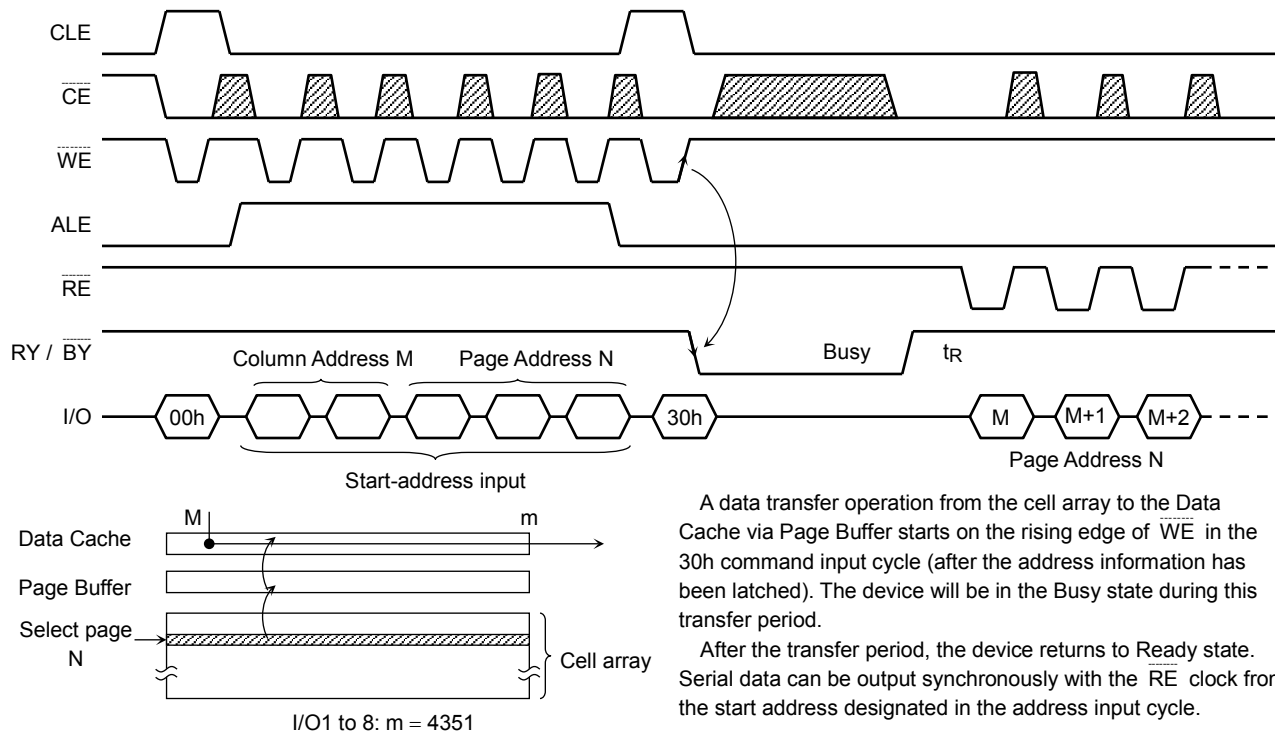 CLE
CE
WE
ALE
RE
RY / BY
Busy
tR
Column Address M
Page Address N
I/O
00h
30h
M
M+1
M+2
Page Address N
Start-address input
M
m
Data Cache
Page Buffer
Select page
N
Cell array
I/O1 to 8: m = 4351
A data transfer operation from the cell array to the Data
Cache via Page Buffer starts on the rising edge of WE in the
30h command input cycle (after the address information has
been latched). The device will be in the Busy state during this
transfer period.
After the transfer period, the device returns to Ready state.
Serial data can be output synchronously with the RE clock from
the start address designated in the address input cycle.